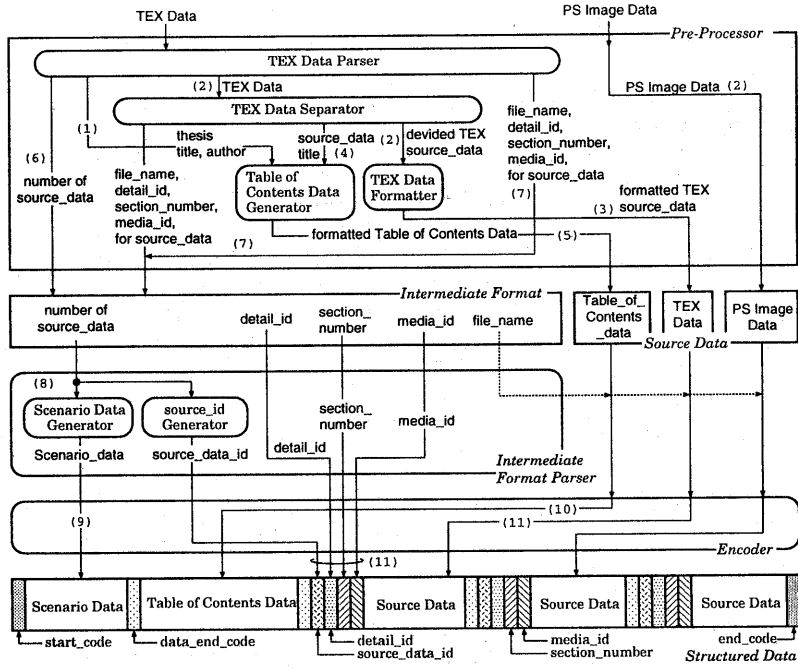 TEX Data
PS Image Data
Pre-Processor
TEX Data Parser
(2) TEX Data
PS Image Data (2)
TEX Data Separator
(1)
thesis
title, author
source_data
title (4)
(2) devided TEX
source_data
file_name,
detail_id,
section_number,
media_id,
for source_data
(7)
(6)
number of
source_data
file_name,
detail_id,
section_number,
media_id,
for source_data
Table of
Contents Data
Generator
TEX Data
Formatter
formatted TEX
(3) source_data
(7)
formatted Table of Contents Data (5)
Intermediate Format
number of
source_data
detail_id
section_
number
media_id
file_name
Table_of_
Contents
_data
TEX
Data
PS Image
Data
Source Data
(8)
Scenario Data
Generator
source_id
Generator
section_
number
media_id
Scenario_data
source_data_id
detail_id
Intermediate
Format Parser
(9)
(10)
(11)
Encoder
(11)
Scenario Data
Table of Contents Data
Source Data
Source Data
Source Data
start_code
data_end_code
detail_id
source_data_id
media_id
section_number
end_code
Structured Data